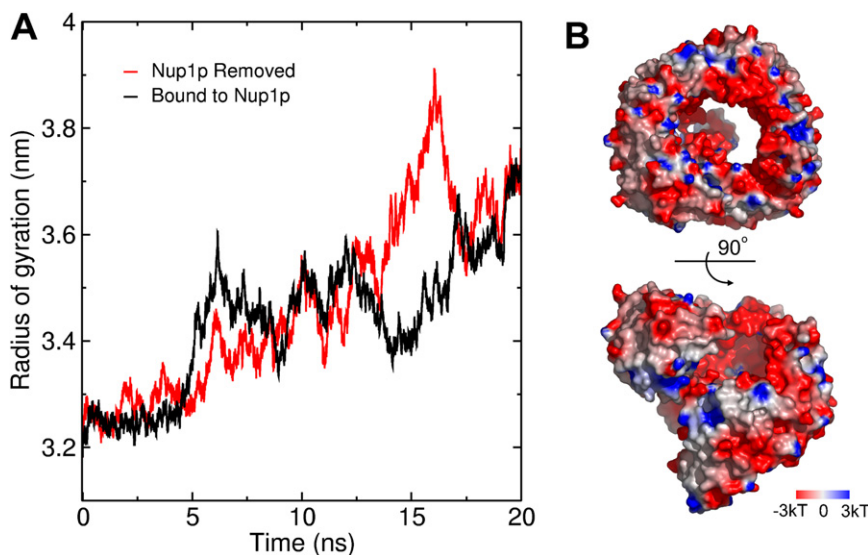 A
B
4
3.8
3.6
3.4
3.2
Radius of gyration (nm)
Nup1p Removed
Bound to Nup1p
0
5
10
15
20
Time (ns)
90°
-3kT 0 3kT